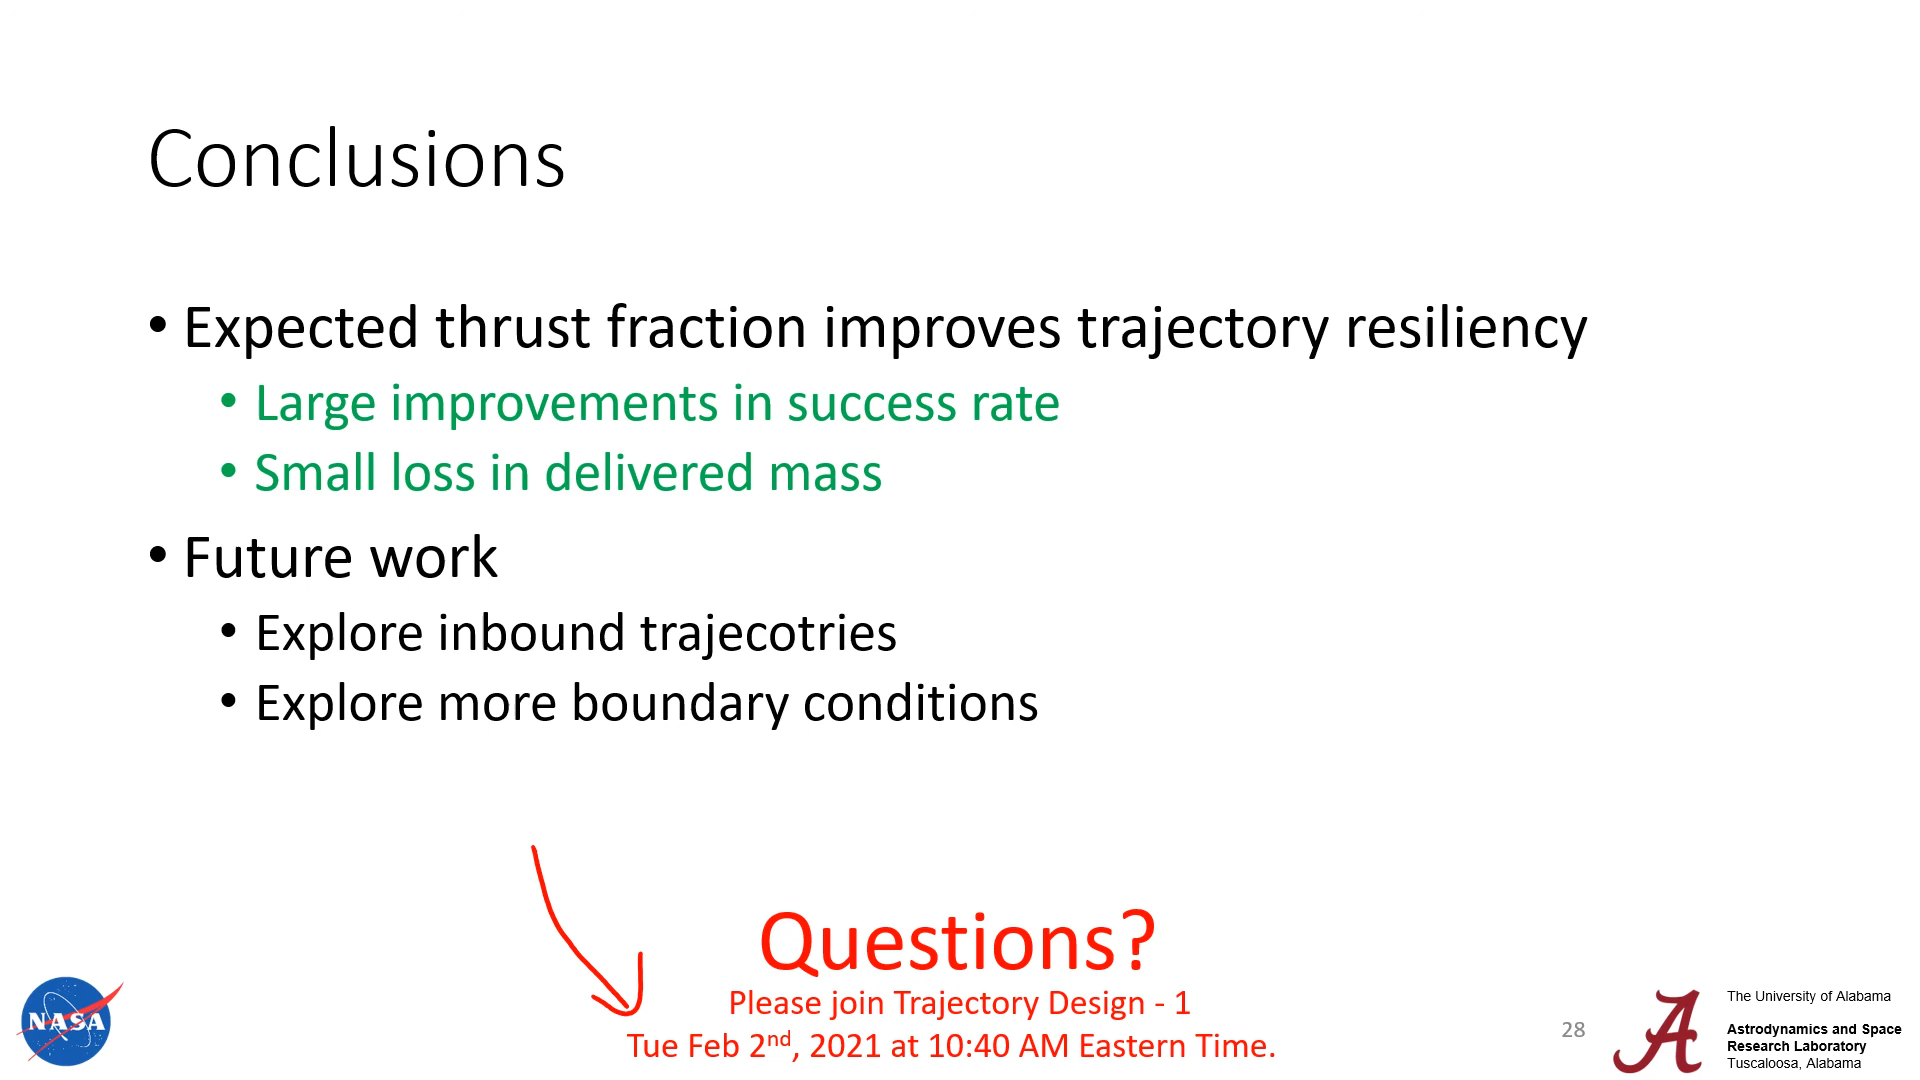 Conclusions
• Expected thrust fraction improves trajectory resiliency
• Large improvements in success rate
• Small loss in delivered mass
• Future work
• Explore inbound trajecotries
• Explore more boundary conditions
Questions?
Please join Trajectory Design - 1
Tue Feb 2nd, 2021 at 10:40 AM Eastern Time.
NASA
28
A
The University of Alabama
Astrodynamics and Space
Research Laboratory
Tuscaloosa, Alabama